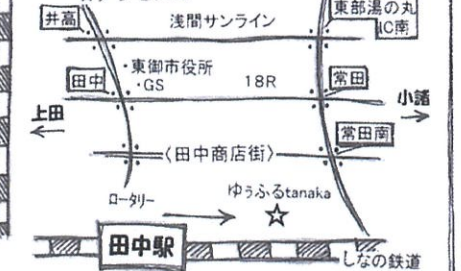 井高
浅間サンライン
東部湯の丸
IC南
東御市役所
田中
・GS
18R
常田
上田
小諸
常田南
〈田中商店街〉
ロータリー
ゆぅふるtanaka
田中駅
しなの鉄道